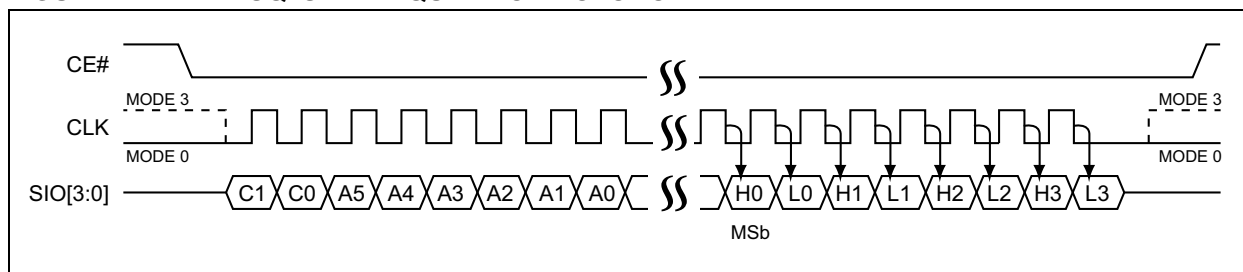 CE#
MODE 3 MODE 3
CLK
MODE 0 MODE 0
SIO[3:0] C1 C0 A5 A4 A3 A2 A1 A0 H0 L0 H1 L1 H2 L2 H3 L3
MSb